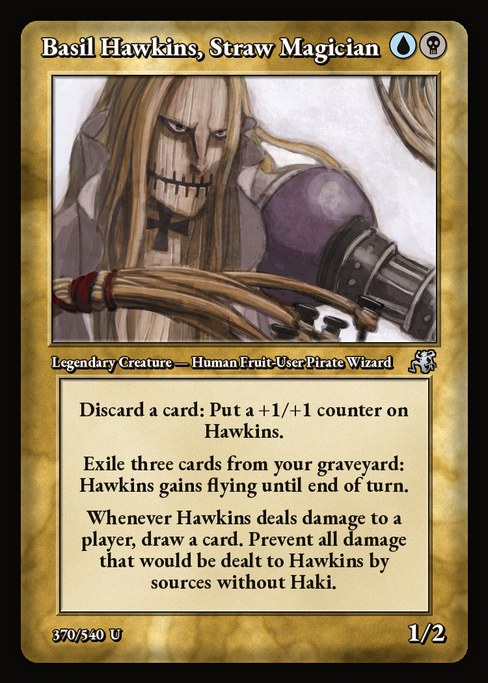 Basil Hawkins, Straw Magician
Legendary Creature — Human Fruit-User Pirate Wizard
Discard a card: Put a +1/+1 counter on
Hawkins.
Exile three cards from your graveyard:
Hawkins gains flying until end of turn.
Whenever Hawkins deals damage to a
player, draw a card. Prevent all damage
that would be dealt to Hawkins by
sources without Haki.
370/540 U
1/2